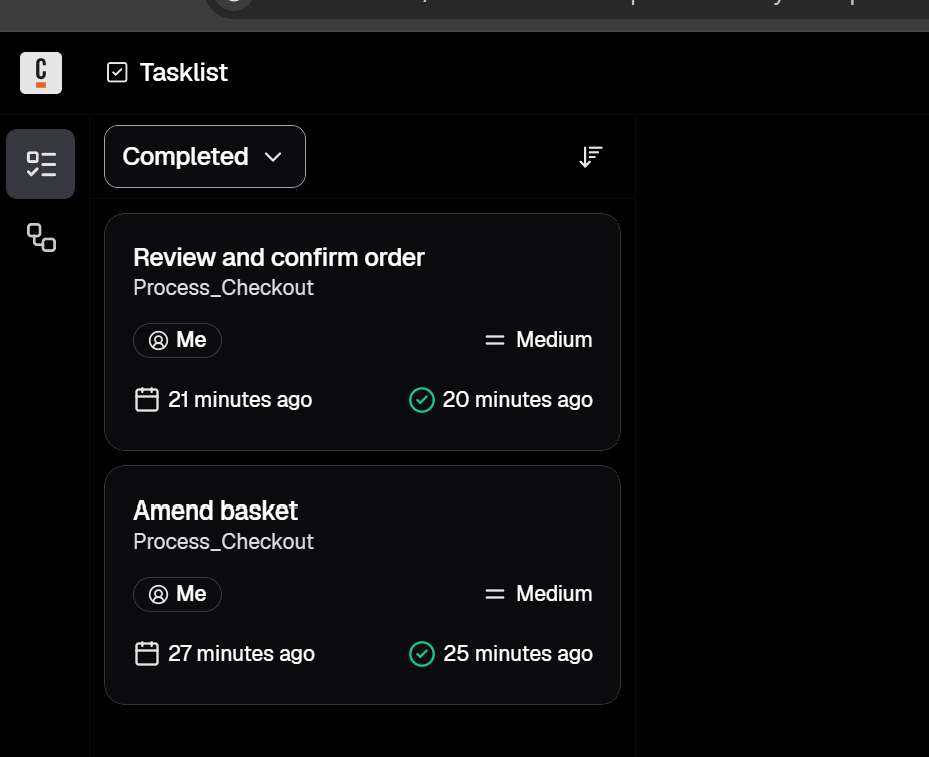 C
Tasklist
Completed
Review and confirm order
Process_Checkout
Me
Medium
21 minutes ago
20 minutes ago
Amend basket
Process_Checkout
Me
Medium
27 minutes ago
25 minutes ago